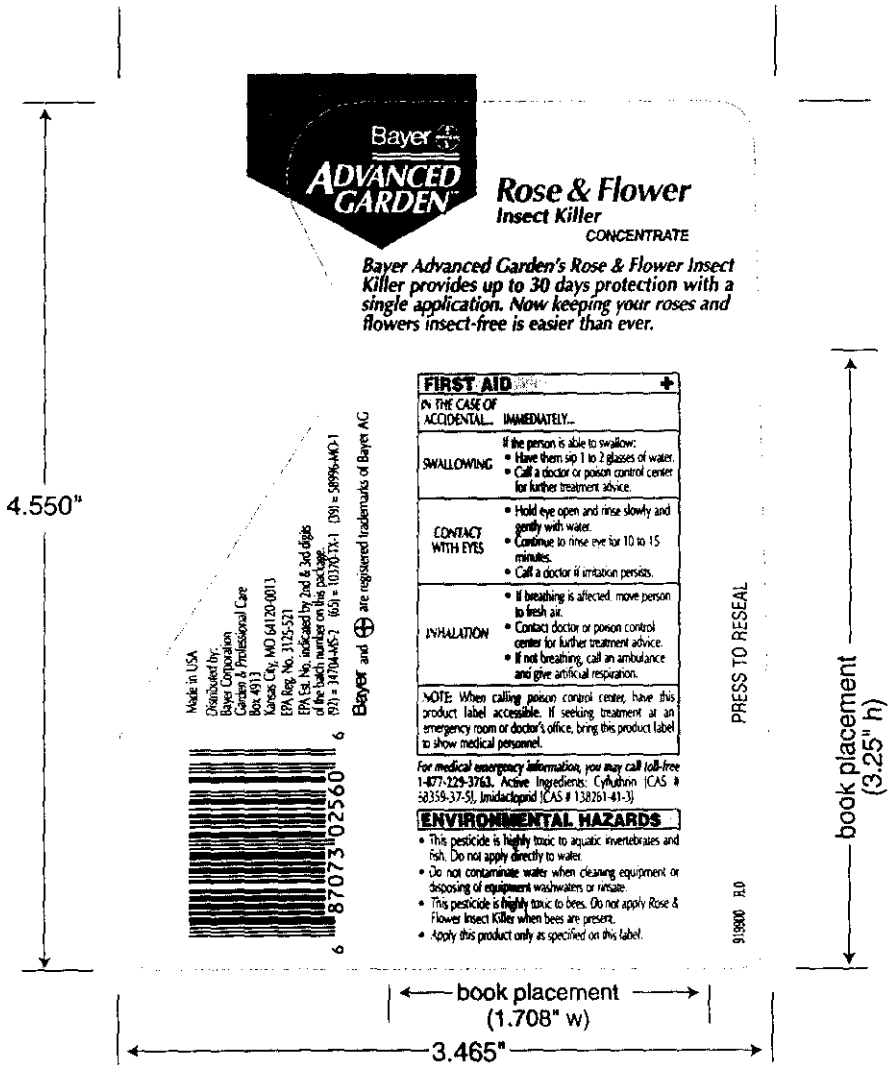 Bayer
ADVANCED
GARDEN™
Rose & Flower
Insect Killer
CONCENTRATE
Bayer Advanced Garden's Rose & Flower Insect
Killer provides up to 30 days protection with a
single application. Now keeping your roses and
flowers insect-free is easier than ever.
FIRST AID
IN THE CASE OF
ACCIDENTAL... IMMEDIATELY...
SWALLOWING
If the person is able to swallow:
• Have them sip 1 to 2 glasses of water.
• Call a doctor or poison control center
for further treatment advice.
CONTACT
WITH EYES
• Hold eye open and rinse slowly and
gently with water.
• Continue to rinse eye for 10 to 15
minutes.
• Call a doctor if irritation persists.
INHALATION
• If breathing is affected, move person
to fresh air.
• Contact doctor or poison control
center for further treatment advice.
• If not breathing, call an ambulance
and give artificial respiration.
NOTE: When calling poison control center, have this
product label accessible. If seeking treatment at an
emergency room or doctor's office, bring this product label
to show medical personnel.
For medical emergency information, you may call toll-free
1-877-229-3763. Active Ingredients: Cyfluthrin (CAS #
68359-37-5), Imidacloprid (CAS # 138261-41-3)
ENVIRONMENTAL HAZARDS
• This pesticide is highly toxic to aquatic invertebrates and
fish. Do not apply directly to water.
• Do not contaminate water when cleaning equipment or
disposing of equipment washwaters or rinsate.
• This pesticide is highly toxic to bees. Do not apply Rose &
Flower Insect Killer when bees are present.
• Apply this product only as specified on this label.
Made in USA
Distributed by:
Bayer Corporation
Garden & Professional Care
Box 4913
Kansas City, MO 64120-0013
EPA Reg. No. 3125-521
EPA Est. No. indicated by 2nd & 3rd digits
of the batch number on this package.
(92) = 34704-MS-2 (65) = 10370-TX-1 (39) = 58996-MO-1
Bayer and ⊕ are registered trademarks of Bayer AG
6 87073 02560 6
PRESS TO RESEAL
919900 R.0
4.550"
book placement
(3.25" h)
book placement
(1.708" w)
3.465"